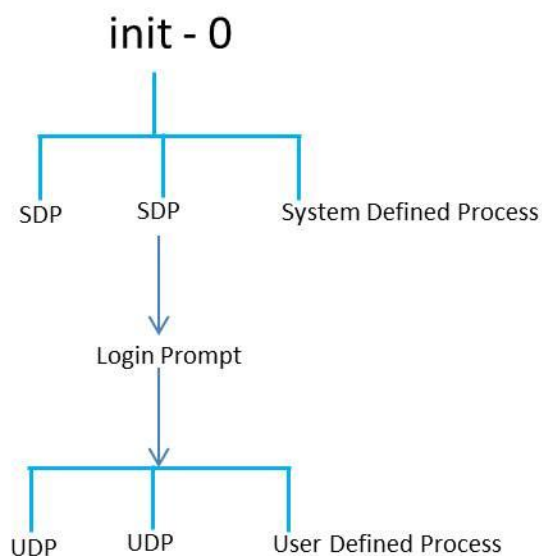 init - 0
SDP
SDP
System Defined Process
Login Prompt
UDP
UDP
User Defined Process